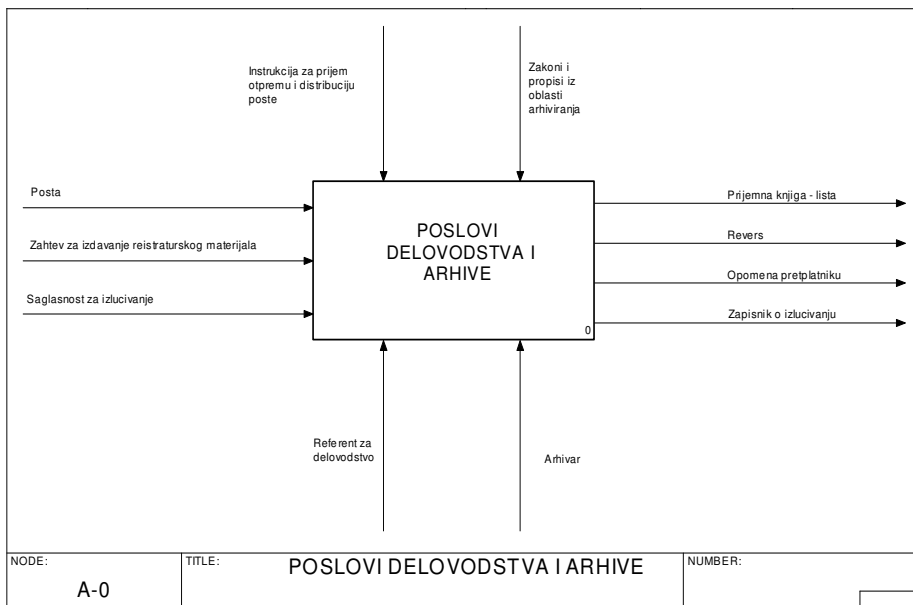 Instrukcija za prijem
otpremu i distribuciju
poste
Zakoni i
propisi iz
oblasti
arhiviranja
Posta
Zahtev za izdavanje reistraturskog materijala
Saglasnost za izlucivanje
POSLOVI
DELOVODSTVA I
ARHIVE
0
Prijemna knjiga - lista
Revers
Opomena pretplatniku
Zapisnik o izlucivanju
Referent za
delovodstvo
Arhivar
NODE:
A-0
TITLE:
POSLOVI DELOVODSTVA I ARHIVE
NUMBER: